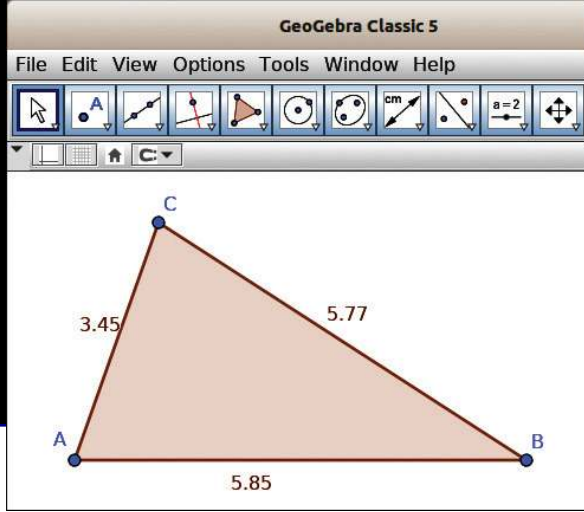 GeoGebra Classic 5
File Edit View Options Tools Window Help
A cm a=2
C
3.45 5.77
A B
5.85